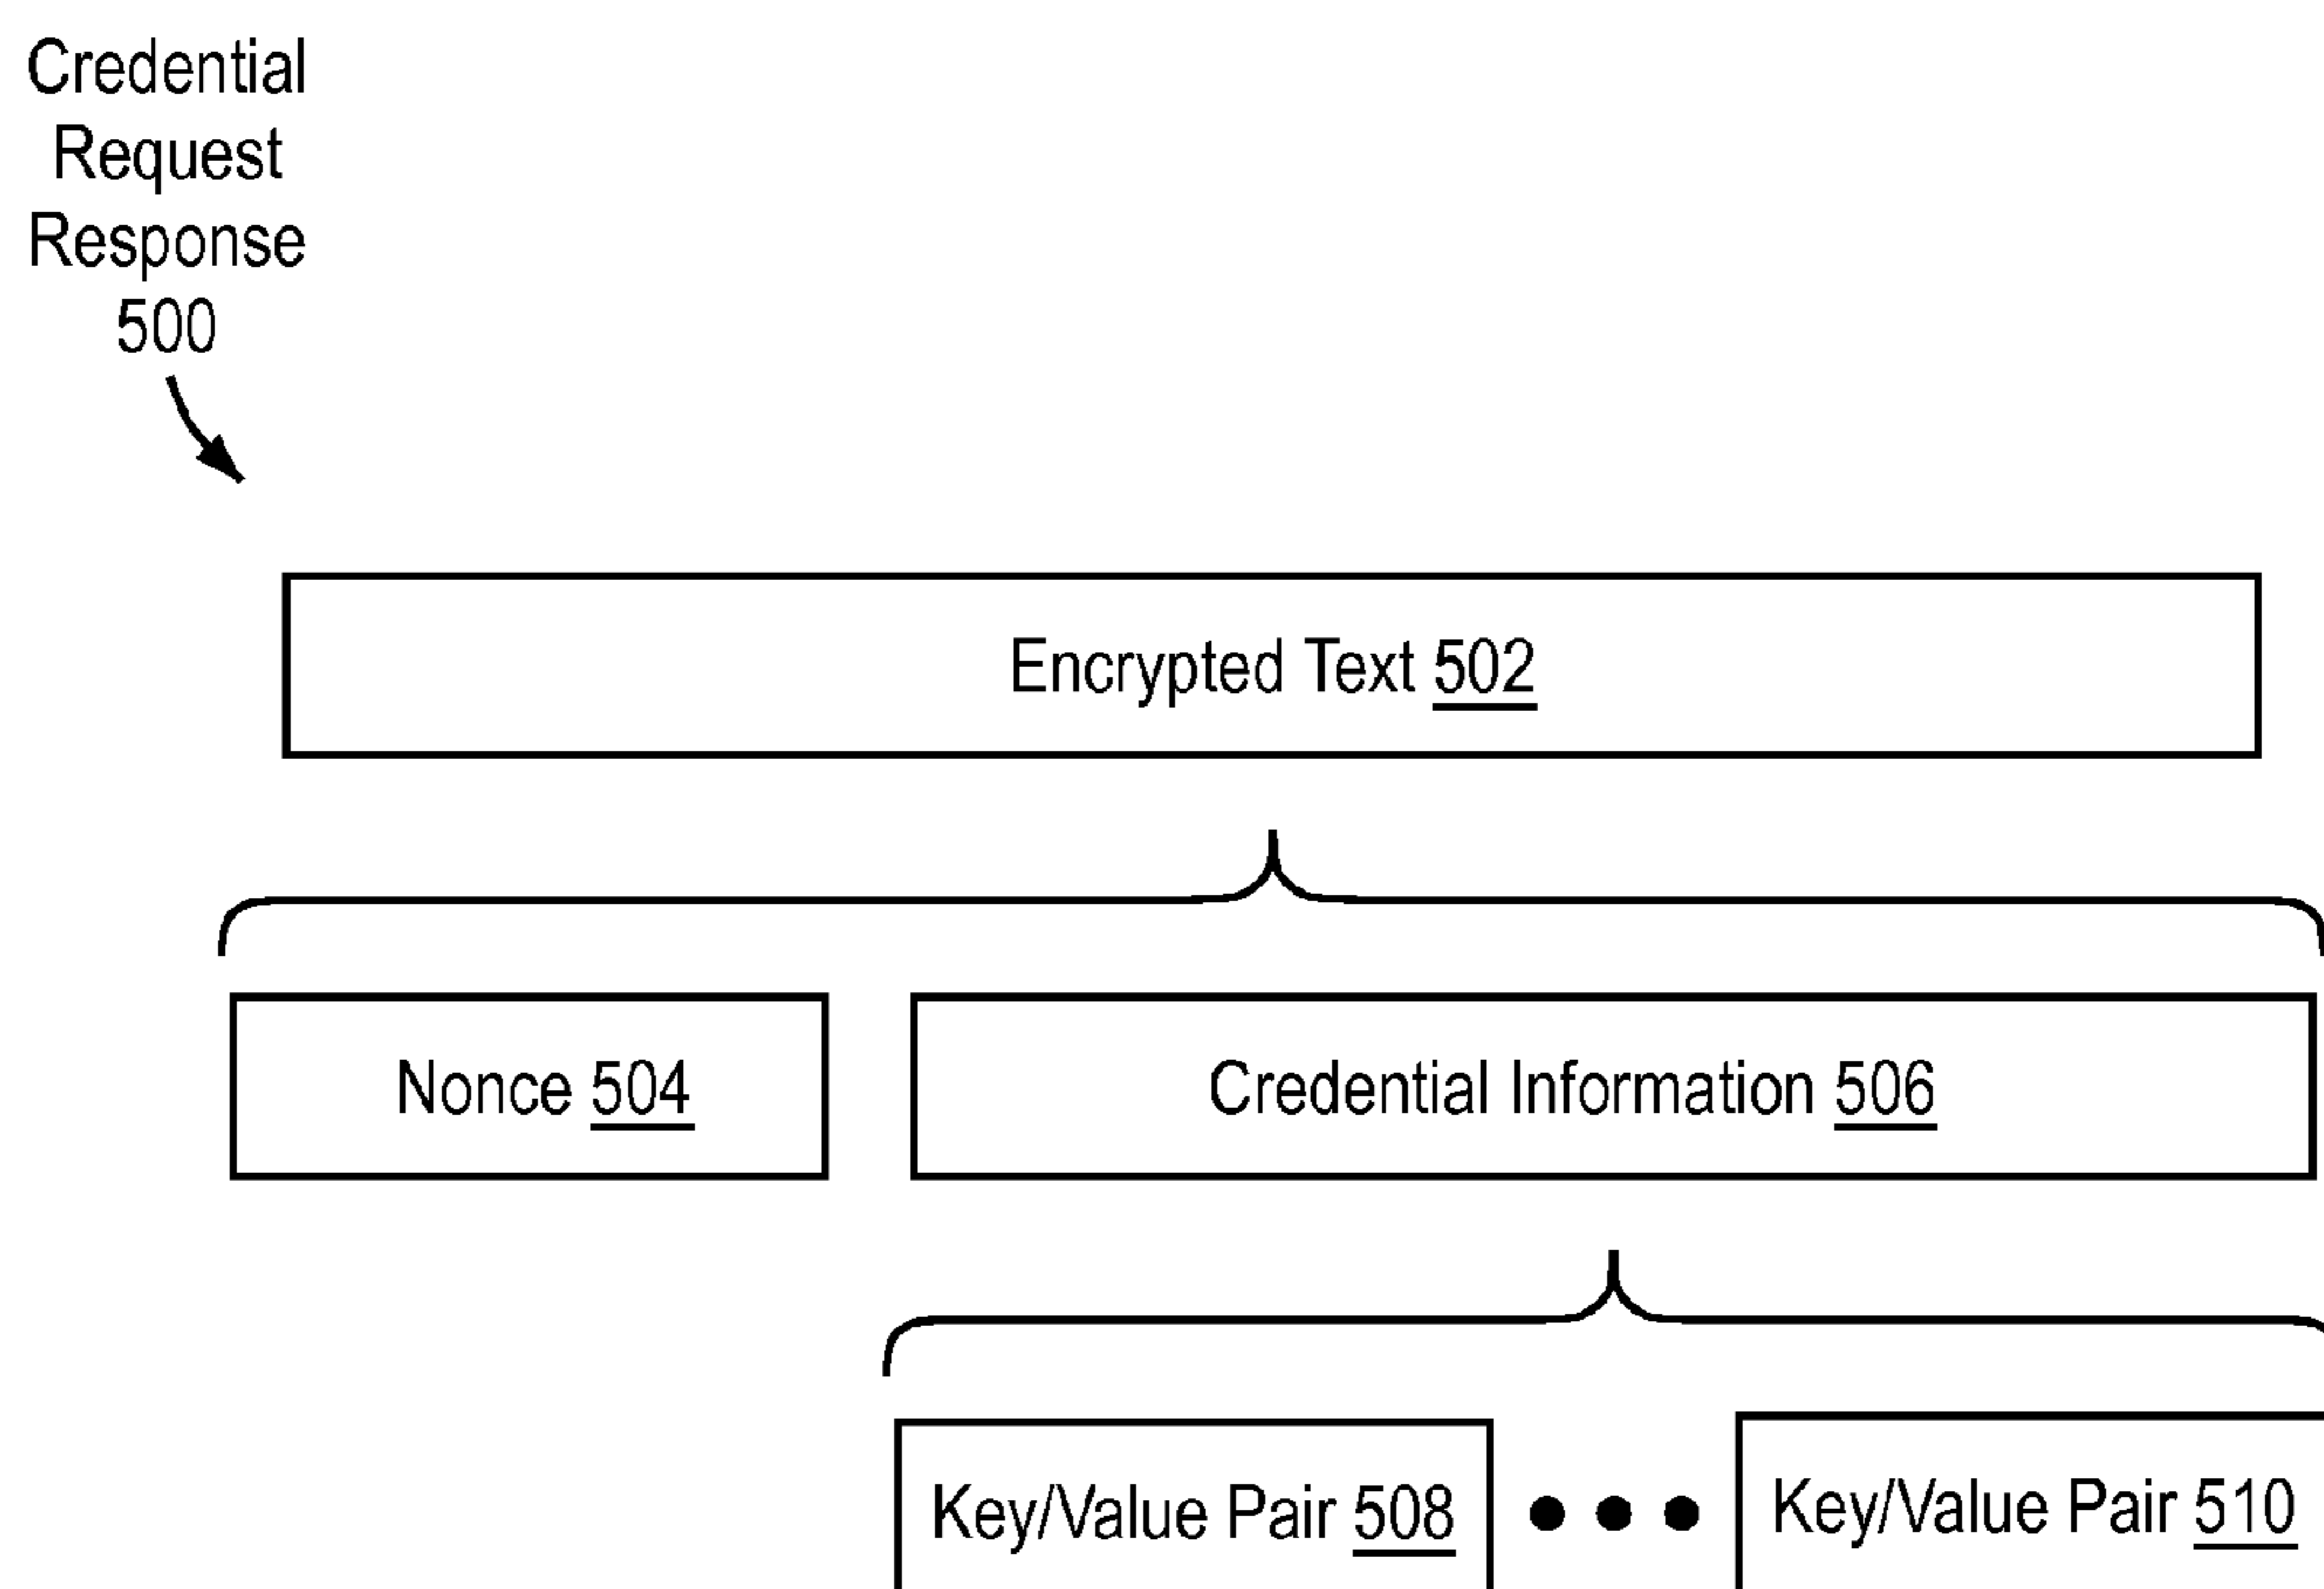 Credential
Request
Response
500
Encrypted Text 502
Nonce 504
Credential Information 506
Key/Value Pair 508
Key/Value Pair 510